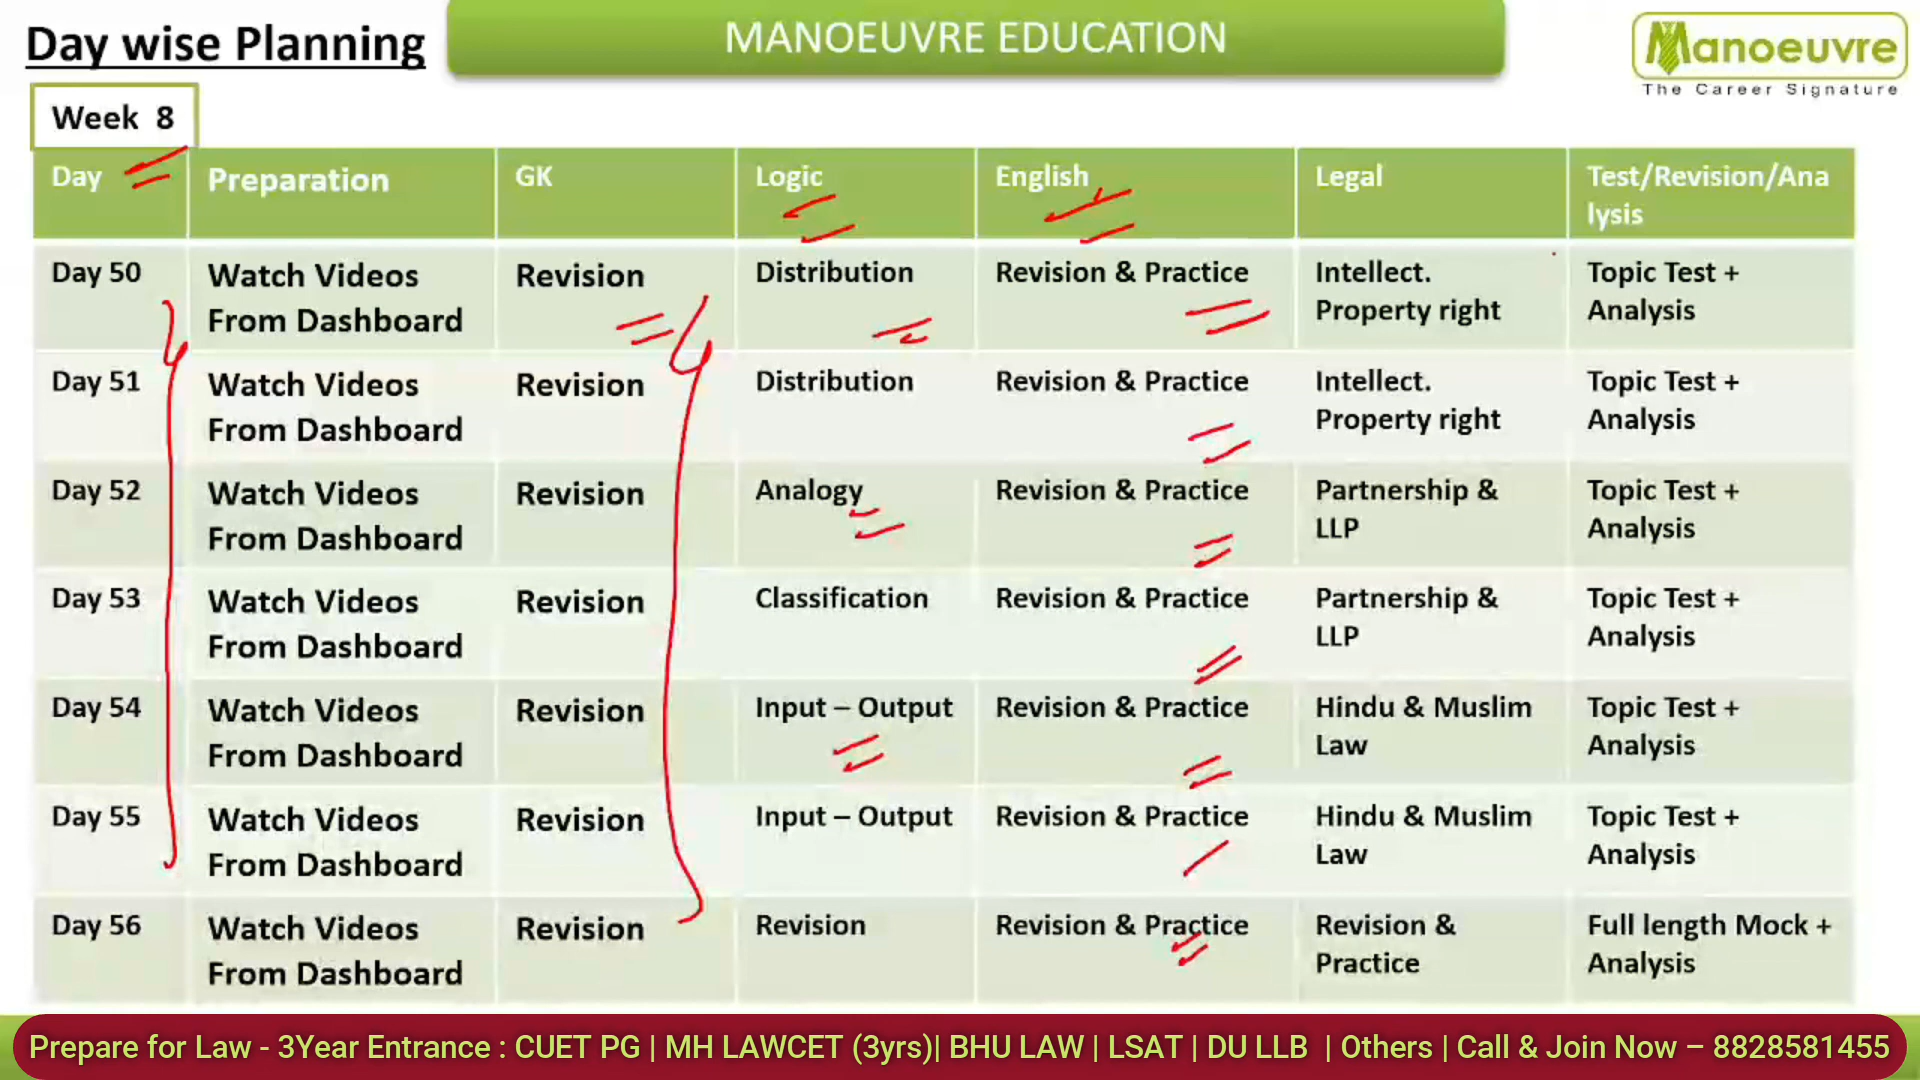 Day wise Planning
MANOEUVRE EDUCATION
Manoeuvre
The Career Signature
Week 8
Day
Preparation
GK
Logic
English
Legal
Test/Revision/Ana
lysis
Day 50
Watch Videos
From Dashboard
Revision
Distribution
Revision & Practice
Intellect.
Property right
Topic Test +
Analysis
Day 51
Watch Videos
From Dashboard
Revision
Distribution
Revision & Practice
Intellect.
Property right
Topic Test +
Analysis
Day 52
Watch Videos
From Dashboard
Revision
Analogy
Revision & Practice
Partnership &
LLP
Topic Test +
Analysis
Day 53
Watch Videos
From Dashboard
Revision
Classification
Revision & Practice
Partnership &
LLP
Topic Test +
Analysis
Day 54
Watch Videos
From Dashboard
Revision
Input – Output
Revision & Practice
Hindu & Muslim
Law
Topic Test +
Analysis
Day 55
Watch Videos
From Dashboard
Revision
Input – Output
Revision & Practice
Hindu & Muslim
Law
Topic Test +
Analysis
Day 56
Watch Videos
From Dashboard
Revision
Revision
Revision & Practice
Revision &
Practice
Full length Mock +
Analysis
Prepare for Law - 3Year Entrance : CUET PG | MH LAWCET (3yrs)| BHU LAW | LSAT | DU LLB | Others | Call & Join Now – 8828581455